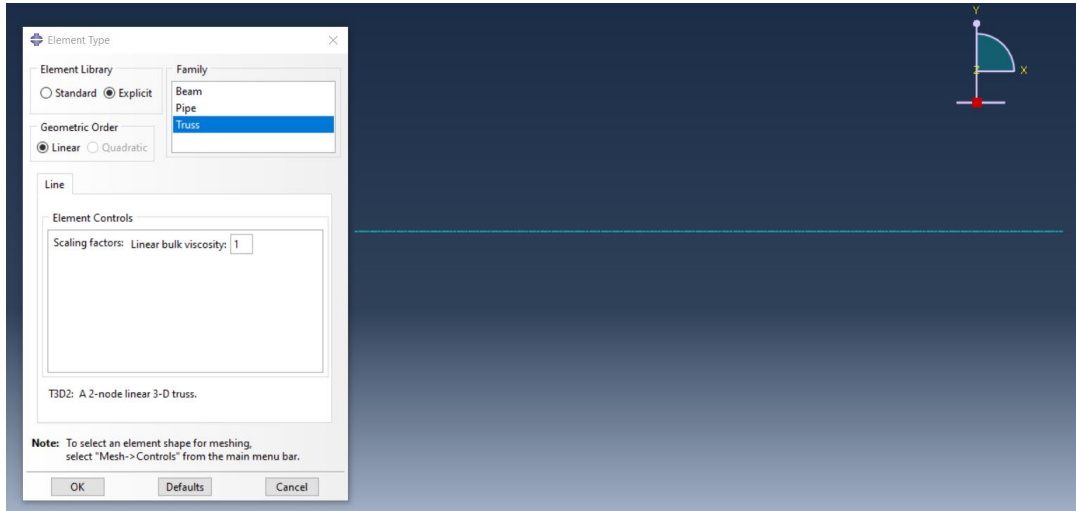 Element Type
Element Library
Family
Standard Explicit
Beam
Pipe
Truss
Geometric Order
Linear Quadratic
Line
Element Controls
Scaling factors: Linear bulk viscosity: 1
T3D2: A 2-node linear 3-D truss.
Note: To select an element shape for meshing,
select "Mesh->Controls" from the main menu bar.
OK Defaults Cancel
Y
Z X